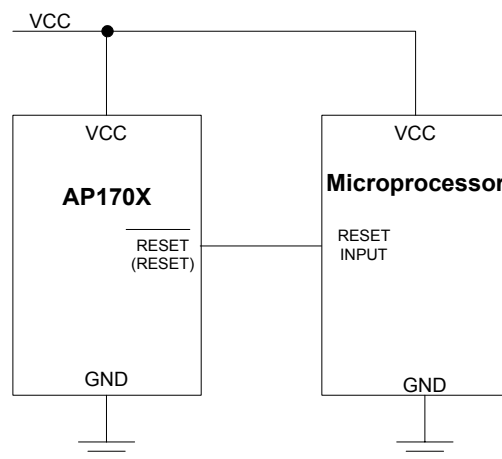 VCC
VCC
VCC
AP170X
Microprocessor
RESET
(RESET)
RESET
INPUT
GND
GND